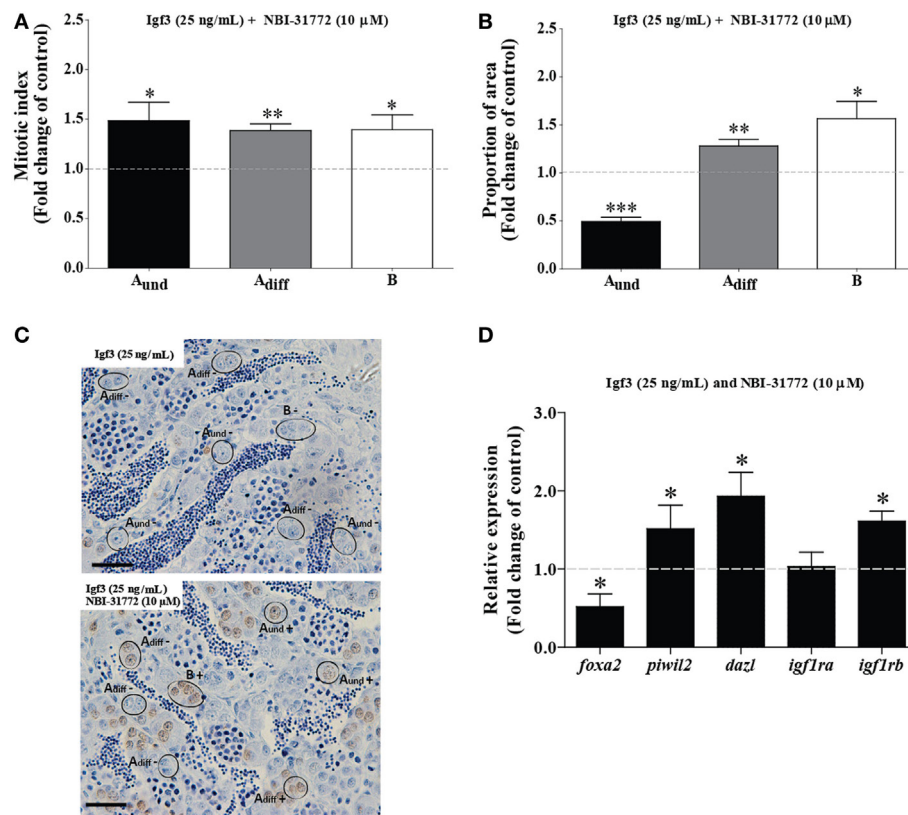 A
Igf3 (25 ng/mL) + NBI-31772 (10 μM)
Mitotic index
(Fold change of control)
2.5
2.0
1.5
1.0
0.5
0.0
*
**
*
Aund
Adiff
B
B
Igf3 (25 ng/mL) + NBI-31772 (10 μM)
Proportion of area
(Fold change of control)
2.5
2.0
1.5
1.0
0.5
0.0
***
**
*
Aund
Adiff
B
C
Igf3 (25 ng/mL)
Adiff -
Adiff -
B -
Aund -
Adiff -
Aund -
Aund -
Igf3 (25 ng/mL)
NBI-31772 (10 μM)
Aund +
Adiff -
Adiff -
B +
Aund +
Adiff -
Adiff +
D
Igf3 (25 ng/mL) and NBI-31772 (10 μM)
Relative expression
(Fold change of control)
3.0
2.0
1.0
0.0
*
*
*
*
foxa2
piwil2
dazl
igf1ra
igf1rb